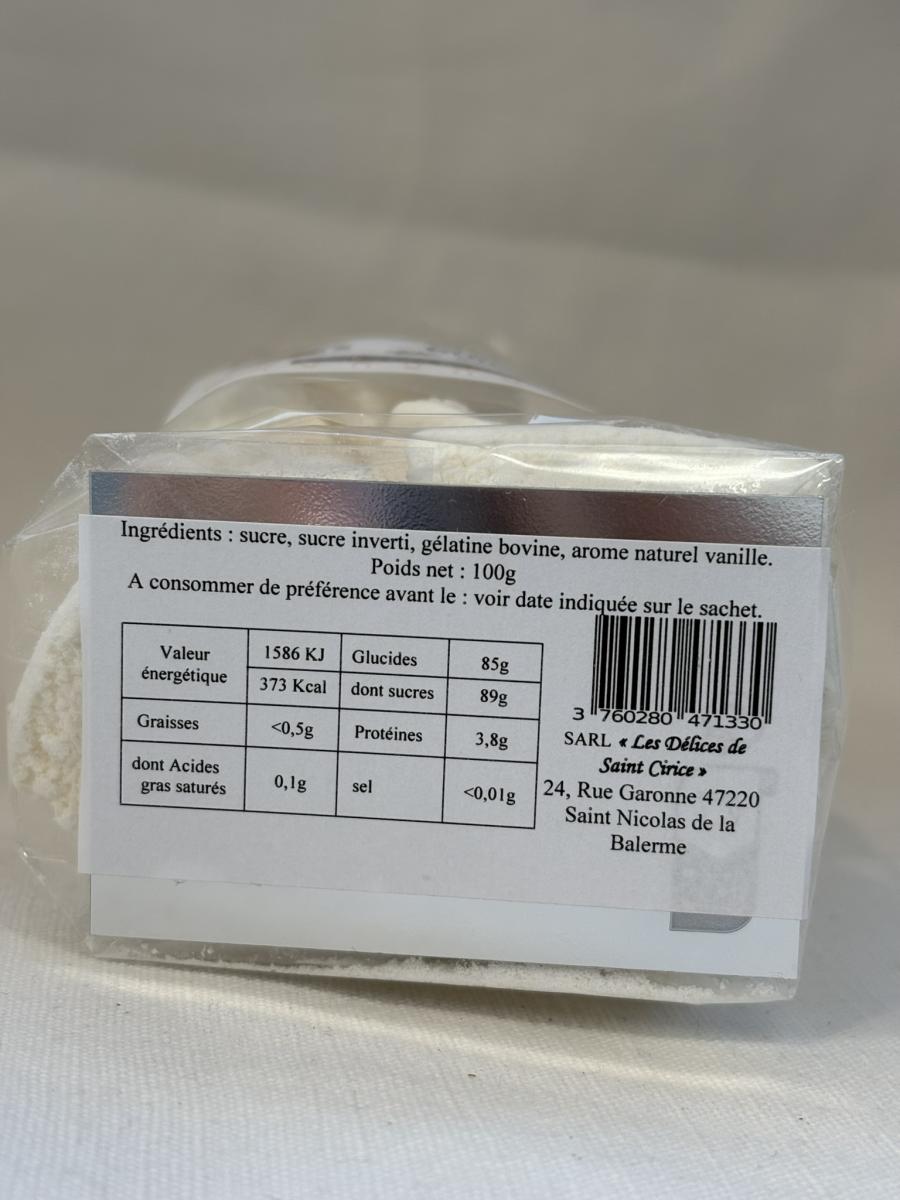 Ingrédients : sucre, sucre inverti, gélatine bovine, arome naturel vanille.
Poids net : 100g
A consommer de préférence avant le : voir date indiquée sur le sachet.
Valeur énergétique
1586 KJ
Glucides
85g
373 Kcal
dont sucres
89g
Graisses
<0,5g
Protéines
3,8g
dont Acides gras saturés
0,1g
sel
<0,01g
3 760280 471330
SARL « Les Délices de
Saint Cirice »
24, Rue Garonne 47220
Saint Nicolas de la
Balerme